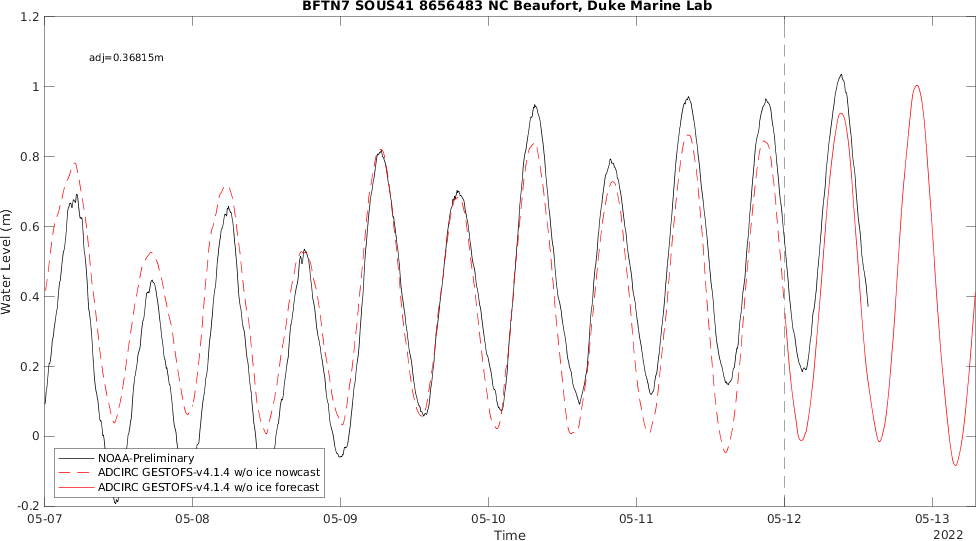 BFTN7 SOUS41 8656483 NC Beaufort, Duke Marine Lab
1.2
adj=0.36815m
1
0.8
0.6
0.4
0.2
0
-0.2
Water Level (m)
NOAA-Preliminary
ADCIRC GESTOFS-v4.1.4 w/o ice nowcast
ADCIRC GESTOFS-v4.1.4 w/o ice forecast
05-07 05-08 05-09 05-10 05-11 05-12 05-13
Time
2022